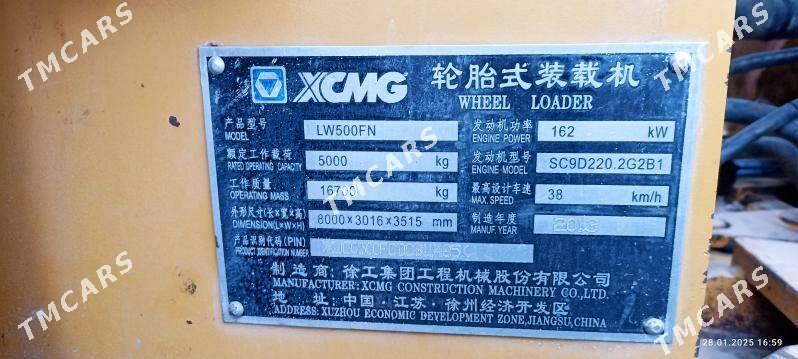 TMCARS
TMCARS
TMCARS
XCMG 轮胎式装载机
WHEEL LOADER
产品型号 LW500FN 发动机功率 162 kW
MODEL ENGINE POWER
额定工作载荷 5000 kg 发动机型号 SC9D220.2G2B1
RATED OPERATING CAPACITY ENGINE MODEL
工作质量 kg 最高设计车速 38 km/h
OPERATING MASS MAX. SPEED
外形尺寸(长×宽×高) 8000×3016×3515 mm 制造年度
DIMENSION(L×W×H) MANUF. YEAR
产品识别代码(PIN)
PRODUCT IDENTIFICATION NUMBER
制造商:徐工集团工程机械股份有限公司
MANUFACTURER:XCMG CONSTRUCTION MACHINERY CO.,LTD.
地 址:中国·江苏·徐州经济开发区
ADDRESS:XUZHOU ECONOMIC DEVELOPMENT ZONE,JIANGSU,CHINA
TMCARS
TMCARS
TMCARS
28.01.2025 16:59